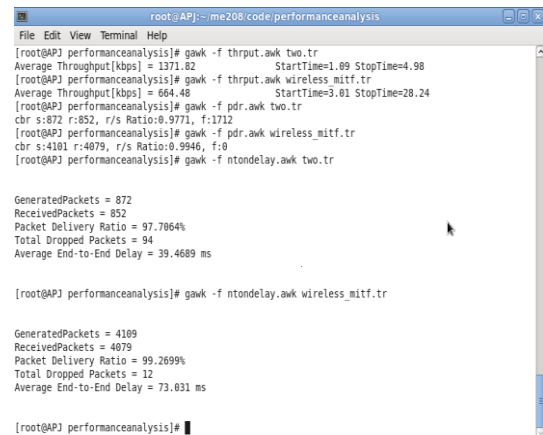 root@APJ:~/me208/code/performanceanalysis
File Edit View Terminal Help
[root@APJ performanceanalysis]# gawk -f thrput.awk two.tr
Average Throughput[kbps] = 1371.82 StartTime=1.09 StopTime=4.98
[root@APJ performanceanalysis]# gawk -f thrput.awk wireless_mitf.tr
Average Throughput[kbps] = 664.48 StartTime=3.01 StopTime=28.24
[root@APJ performanceanalysis]# gawk -f pdr.awk two.tr
cbr s:872 r:852, r/s Ratio:0.9771, f:1712
[root@APJ performanceanalysis]# gawk -f pdr.awk wireless_mitf.tr
cbr s:4101 r:4079, r/s Ratio:0.9946, f:0
[root@APJ performanceanalysis]# gawk -f ntondelay.awk two.tr
GeneratedPackets = 872
ReceivedPackets = 852
Packet Delivery Ratio = 97.7064%
Total Dropped Packets = 94
Average End-to-End Delay = 39.4689 ms
[root@APJ performanceanalysis]# gawk -f ntondelay.awk wireless_mitf.tr
GeneratedPackets = 4109
ReceivedPackets = 4079
Packet Delivery Ratio = 99.2699%
Total Dropped Packets = 12
Average End-to-End Delay = 73.031 ms
[root@APJ performanceanalysis]#